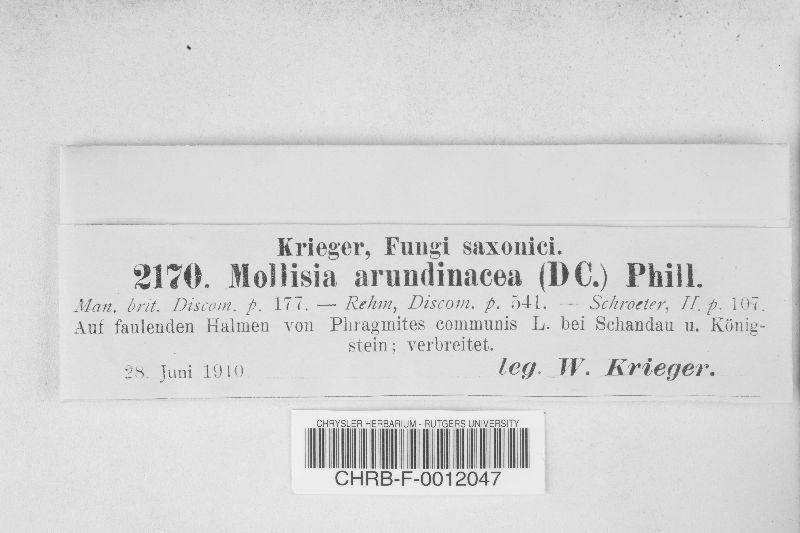 Krieger, Fungi saxonici.
2170. Mollisia arundinacea (DC.) Phill.
Man. brit. Discom. p. 177. — Rehm, Discom. p. 541. — Schroeter, II. p. 107.
Auf faulenden Halmen von Phragmites communis L. bei Schandau u. König-
stein; verbreitet.
28. Juni 1910
leg. W. Krieger.
CHRYSLER HERBARIUM - RUTGERS UNIVERSITY
CHRB-F-0012047